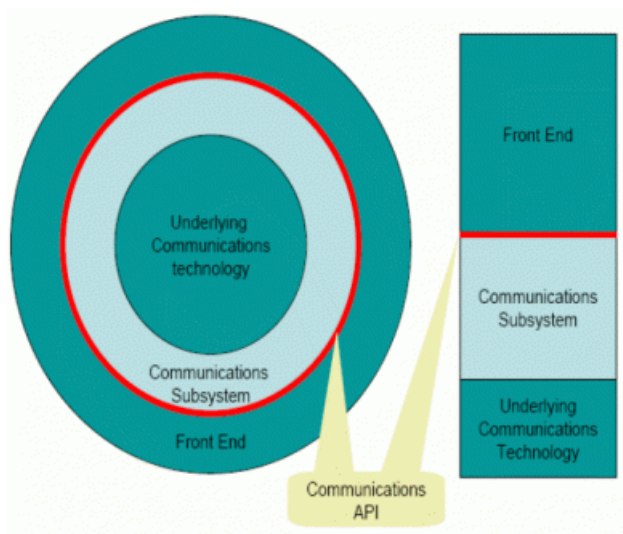 Underlying
Communications
technology
Communications
Subsystem
Front End
Communications
API
Front End
Communications
Subsystem
Underlying
Communications
Technology